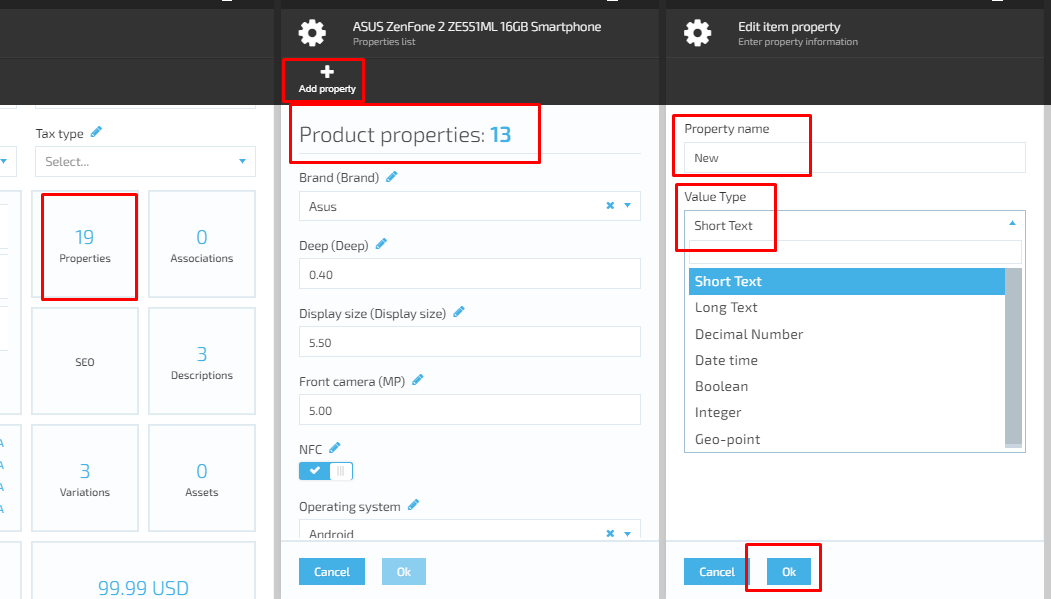 Tax type
Select...
19
Properties
0
Associations
SEO
3
Descriptions
A
A
A
A
3
Variations
0
Assets
99.99 USD
ASUS ZenFone 2 ZE551ML 16GB Smartphone
Properties list
Add property
Product properties: 13
Brand (Brand)
Asus
Deep (Deep)
0.40
Display size (Display size)
5.50
Front camera (MP)
5.00
NFC
Operating system
Android
Cancel
Ok
Edit item property
Enter property information
Property name
New
Value Type
Short Text
Short Text
Long Text
Decimal Number
Date time
Boolean
Integer
Geo-point
Cancel
Ok